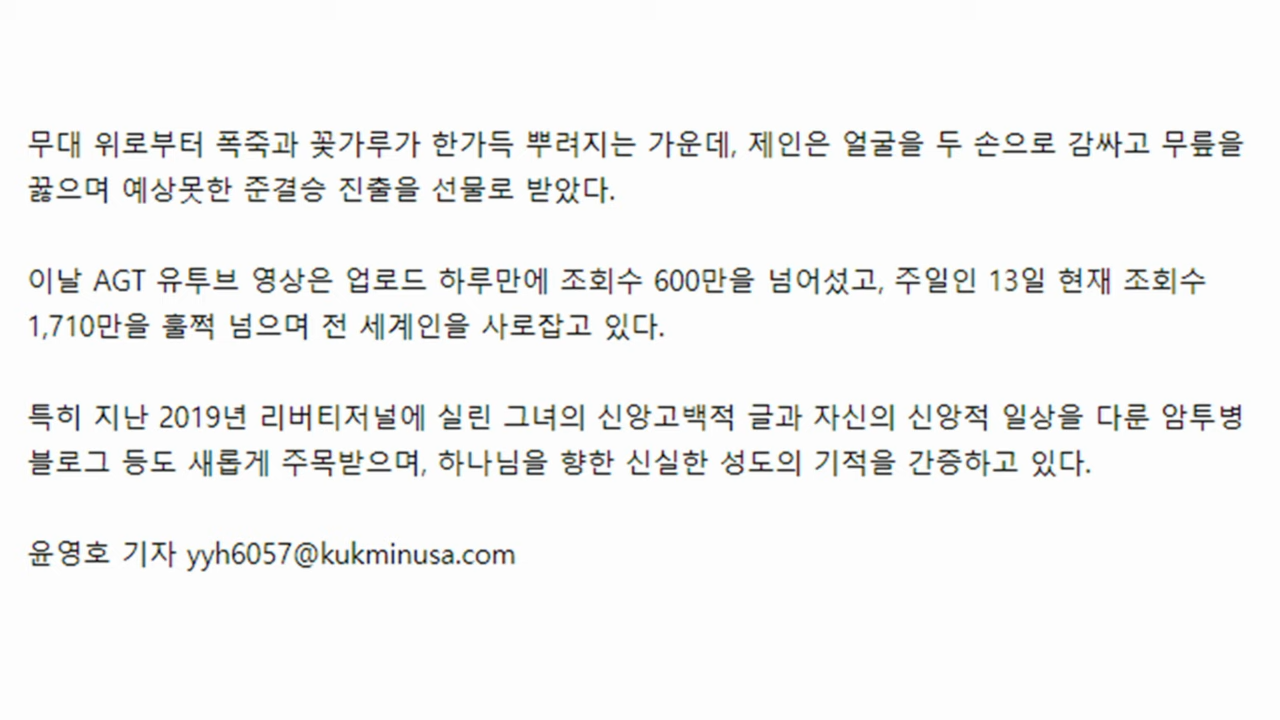 무대 위로부터 폭죽과 꽃가루가 한가득 뿌려지는 가운데, 제인은 얼굴을 두 손으로 감싸고 무릎을
꿇으며 예상못한 준결승 진출을 선물로 받았다.
이날 AGT 유투브 영상은 업로드 하루만에 조회수 600만을 넘어섰고, 주일인 13일 현재 조회수
1,710만을 훌쩍 넘으며 전 세계인을 사로잡고 있다.
특히 지난 2019년 리버티저널에 실린 그녀의 신앙고백적 글과 자신의 신앙적 일상을 다룬 암투병
블로그 등도 새롭게 주목받으며, 하나님을 향한 신실한 성도의 기적을 간증하고 있다.
윤영호 기자 yyh6057@kukminusa.com